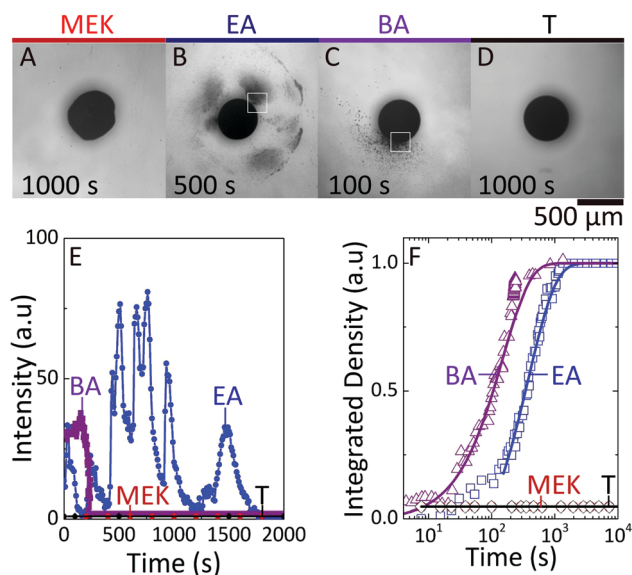 MEK EA BA T
A B C D
1000 s 500 s 100 s 1000 s
500 µm
E
100
50
0
Intensity (a.u)
BA
EA
MEK
T
0 500 1000 1500 2000
Time (s)
F
1.0
0.5
0.0
Integrated Density (a.u)
BA
EA
MEK
T
10¹ 10² 10³ 10⁴
Time (s)